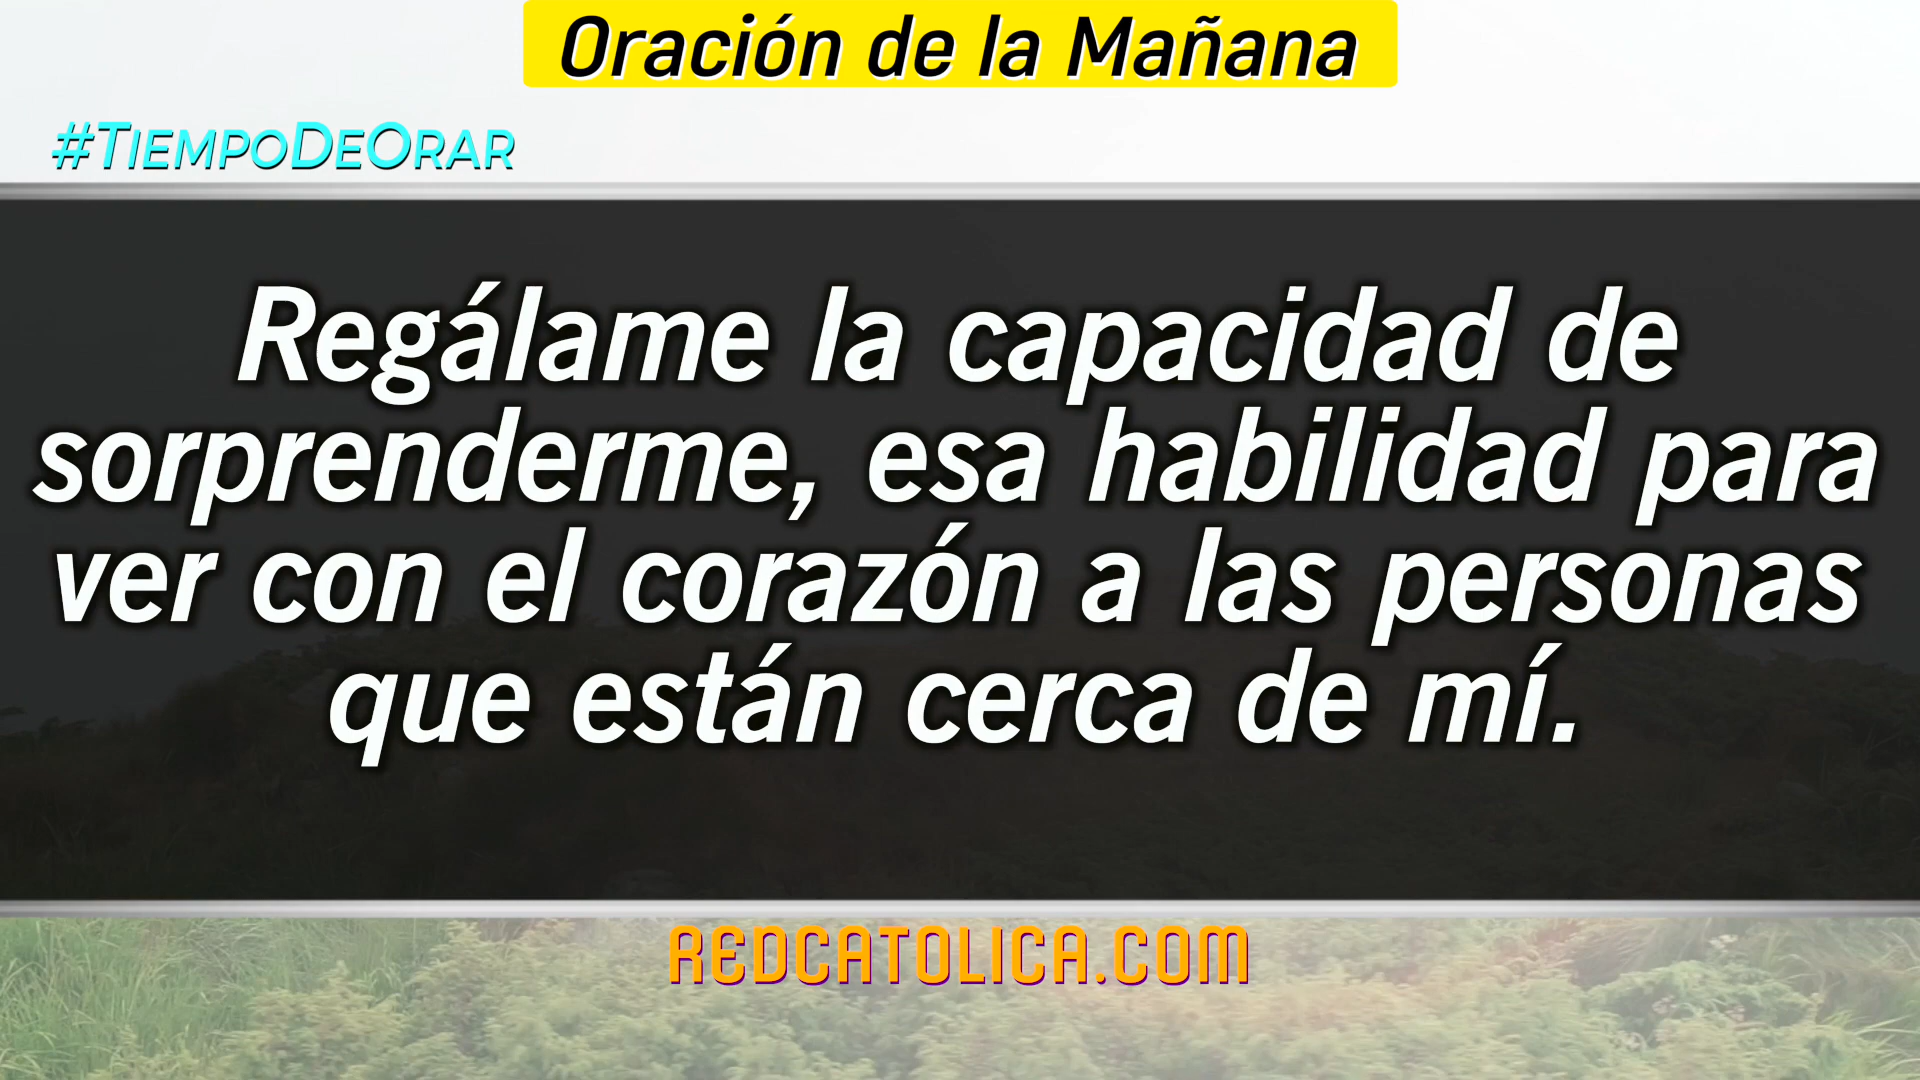 Oración de la Mañana
#TiempoDeOrar
Regálame la capacidad de
sorprenderme, esa habilidad para
ver con el corazón a las personas
que están cerca de mí.
REDCATOLICA.COM